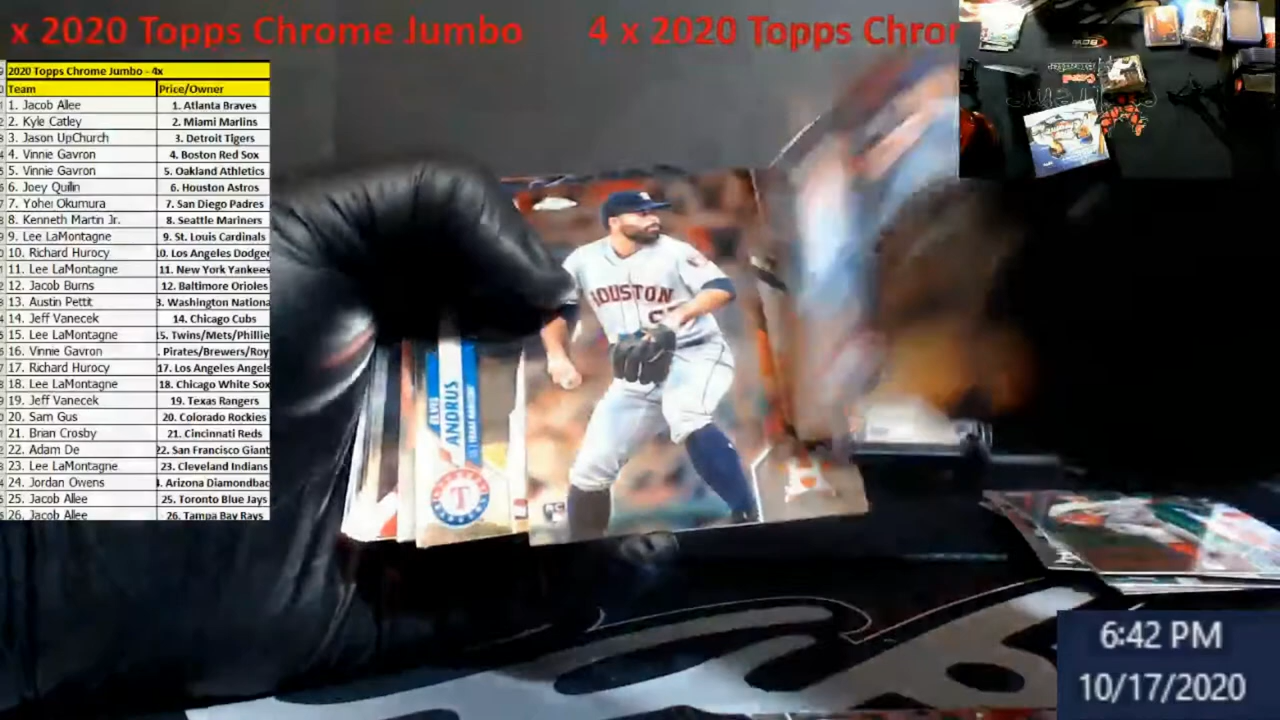 x 2020 Topps Chrome Jumbo
4 x 2020 Topps Chro
2020 Topps Chrome Jumbo - 4x
Team Price/Owner
1. Jacob Allee 1. Atlanta Braves
2. Kyle Catley 2. Miami Marlins
3. Jason UpChurch 3. Detroit Tigers
4. Vinnie Gavron 4. Boston Red Sox
5. Vinnie Gavron 5. Oakland Athletics
6. Joey Quilin 6. Houston Astros
7. Yohei Okumura 7. San Diego Padres
8. Kenneth Martin Jr. 8. Seattle Mariners
9. Lee LaMontagne 9. St. Louis Cardinals
10. Richard Hurocy 10. Los Angeles Dodge
11. Lee LaMontagne 11. New York Yankees
12. Jacob Burns 12. Baltimore Orioles
13. Austin Pettit 3. Washington Nationa
14. Jeff Vanecek 14. Chicago Cubs
15. Lee LaMontagne 15. Twins/Mets/Phillie
16. Vinnie Gavron . Pirates/Brewers/Roy
17. Richard Hurocy 17. Los Angeles Angels
18. Lee LaMontagne 18. Chicago White Sox
19. Jeff Vanecek 19. Texas Rangers
20. Sam Gus 20. Colorado Rockies
21. Brian Crosby 21. Cincinnati Reds
22. Adam De 22. San Francisco Giant
23. Lee LaMontagne 23. Cleveland Indians
24. Jordan Owens . Arizona Diamondbac
25. Jacob Allee 25. Toronto Blue Jays
26. Jacob Allee 26. Tampa Bay Rays
HOUSTON
ELVIS
ANDRUS
T
RC
6:42 PM
10/17/2020